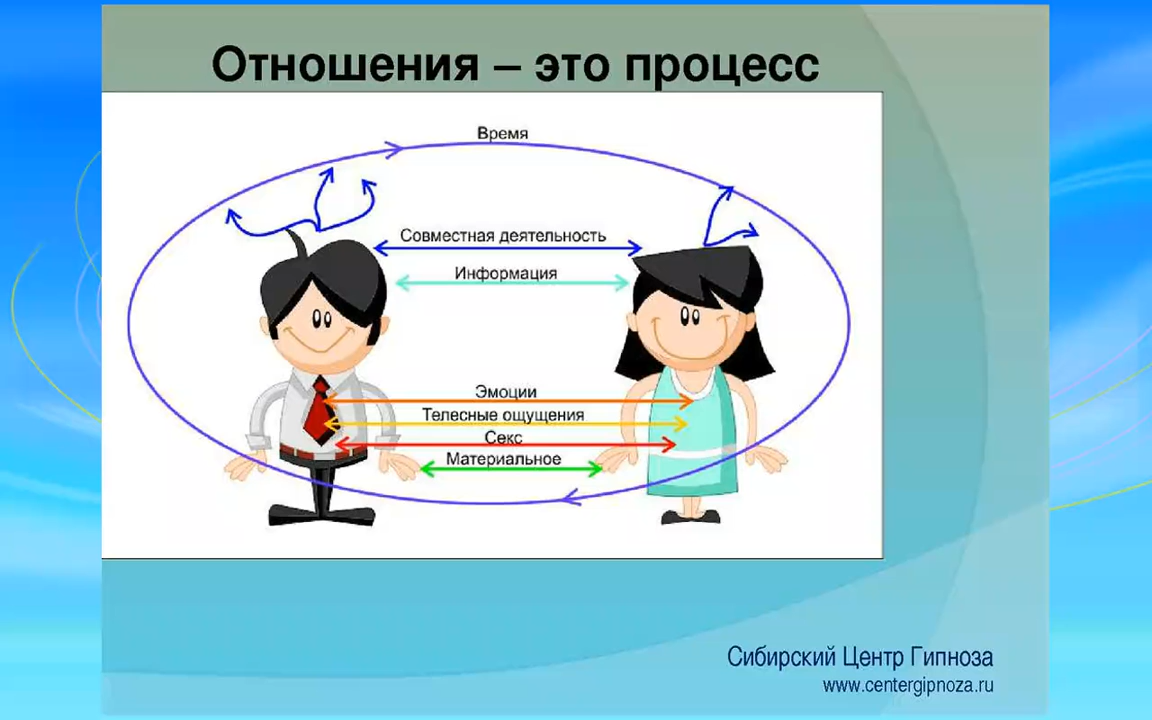 Отношения – это процесс
Время
Совместная деятельность
Информация
Эмоции
Телесные ощущения
Секс
Материальное
Сибирский Центр Гипноза
www.centergipnoza.ru